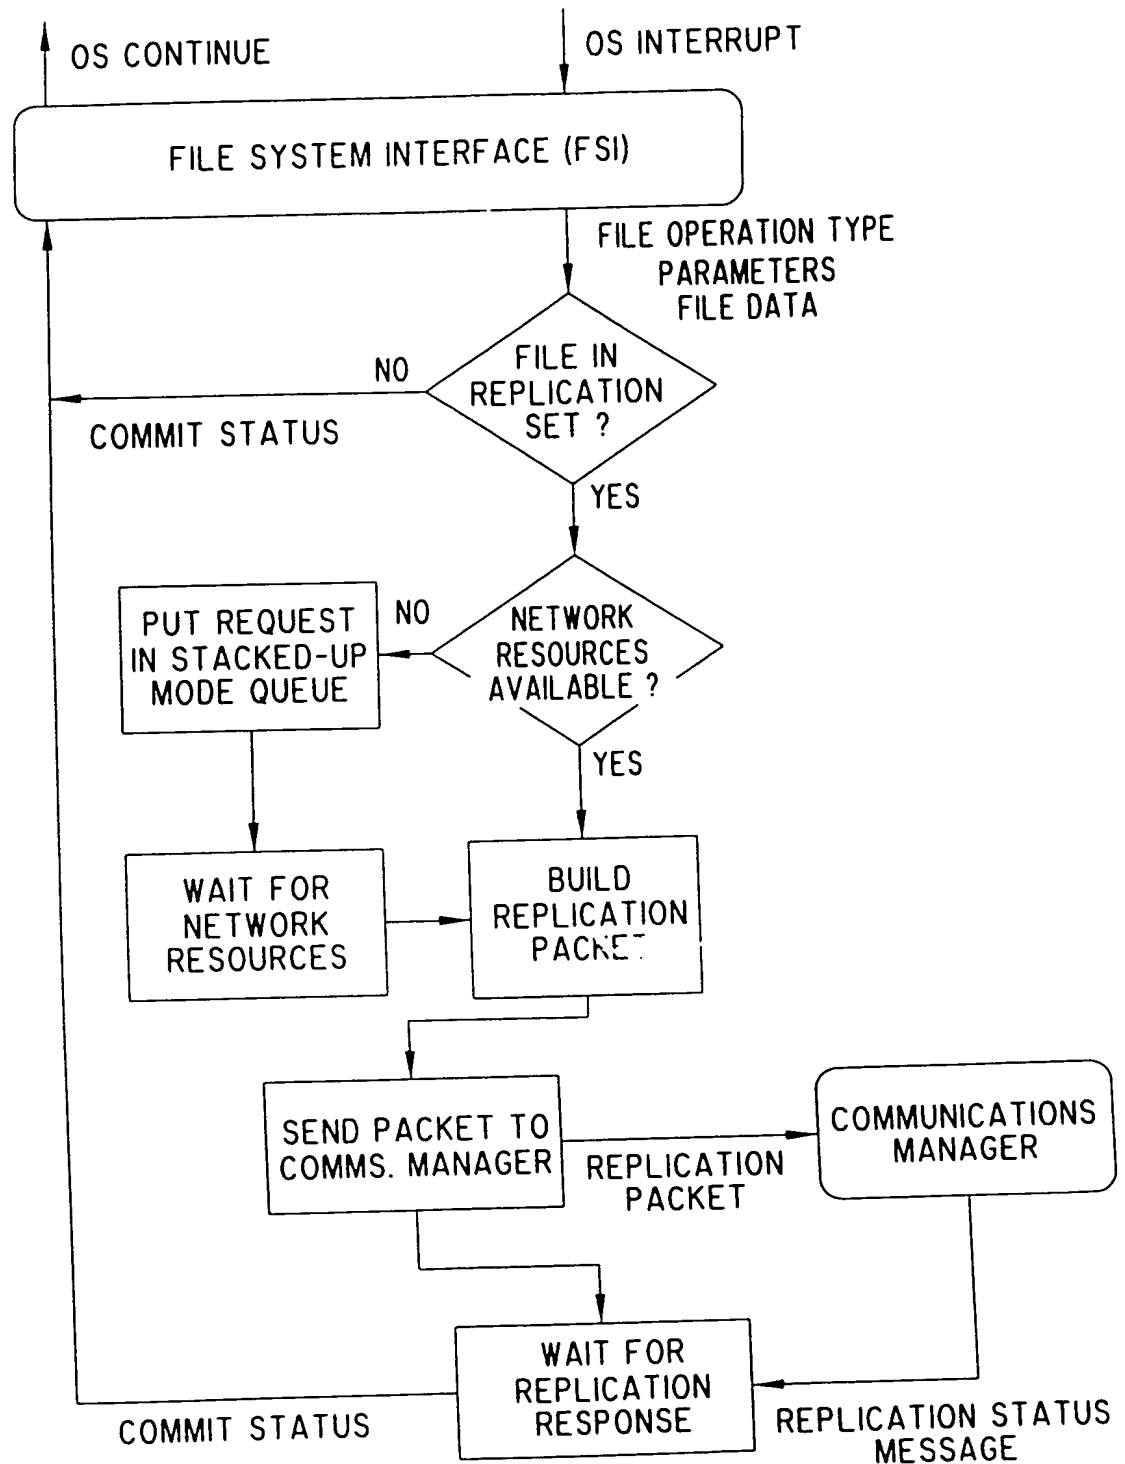 OS CONTINUE
OS INTERRUPT
FILE SYSTEM INTERFACE (FSI)
FILE OPERATION TYPE
PARAMETERS
FILE DATA
FILE IN
REPLICATION
SET ?
NO
COMMIT STATUS
YES
NETWORK
RESOURCES
AVAILABLE ?
NO
PUT REQUEST
IN STACKED-UP
MODE QUEUE
YES
WAIT FOR
NETWORK
RESOURCES
BUILD
REPLICATION
PACKET
SEND PACKET TO
COMMS. MANAGER
REPLICATION
PACKET
COMMUNICATIONS
MANAGER
WAIT FOR
REPLICATION
RESPONSE
COMMIT STATUS
REPLICATION STATUS
MESSAGE